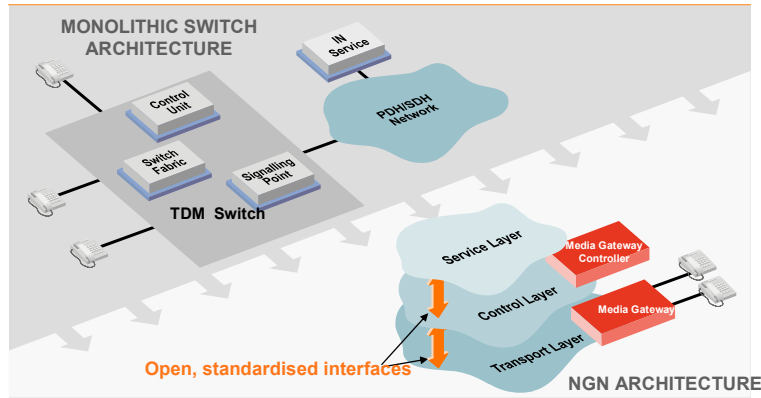 MONOLITHIC SWITCH
ARCHITECTURE
IN
Service
Control
Unit
PDH/SDH
Network
Switch
Fabric
Signalling
Point
TDM Switch
Service Layer
Media Gateway
Controller
Control Layer
Media Gateway
Transport Layer
Open, standardised interfaces
NGN ARCHITECTURE